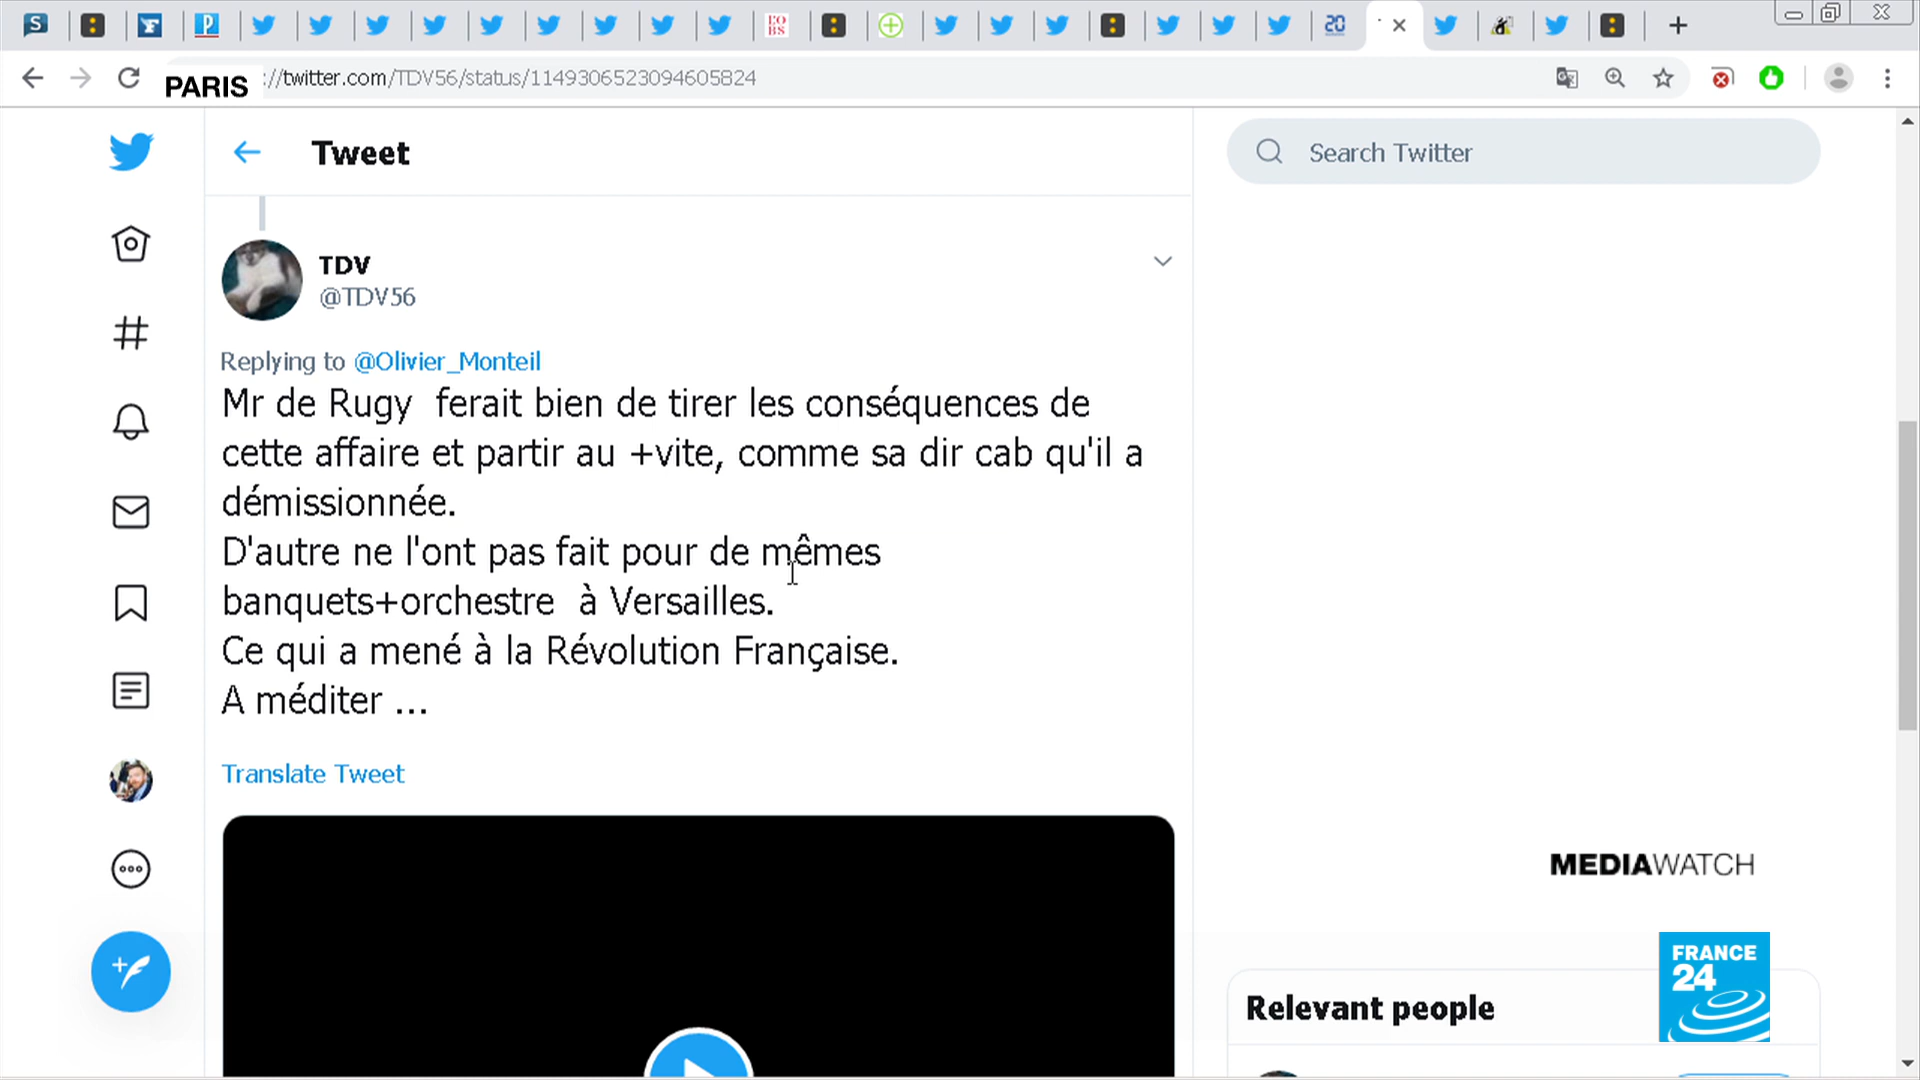 20
PARIS
://twitter.com/TDV56/status/1149306523094605824
Tweet
Search Twitter
TDV
@TDV56
Replying to @Olivier_Monteil
Mr de Rugy ferait bien de tirer les conséquences de
cette affaire et partir au +vite, comme sa dir cab qu'il a
démissionnée.
D'autre ne l'ont pas fait pour de mêmes
banquets+orchestre à Versailles.
Ce qui a mené à la Révolution Française.
A méditer ...
Translate Tweet
MEDIAWATCH
FRANCE
24
Relevant people